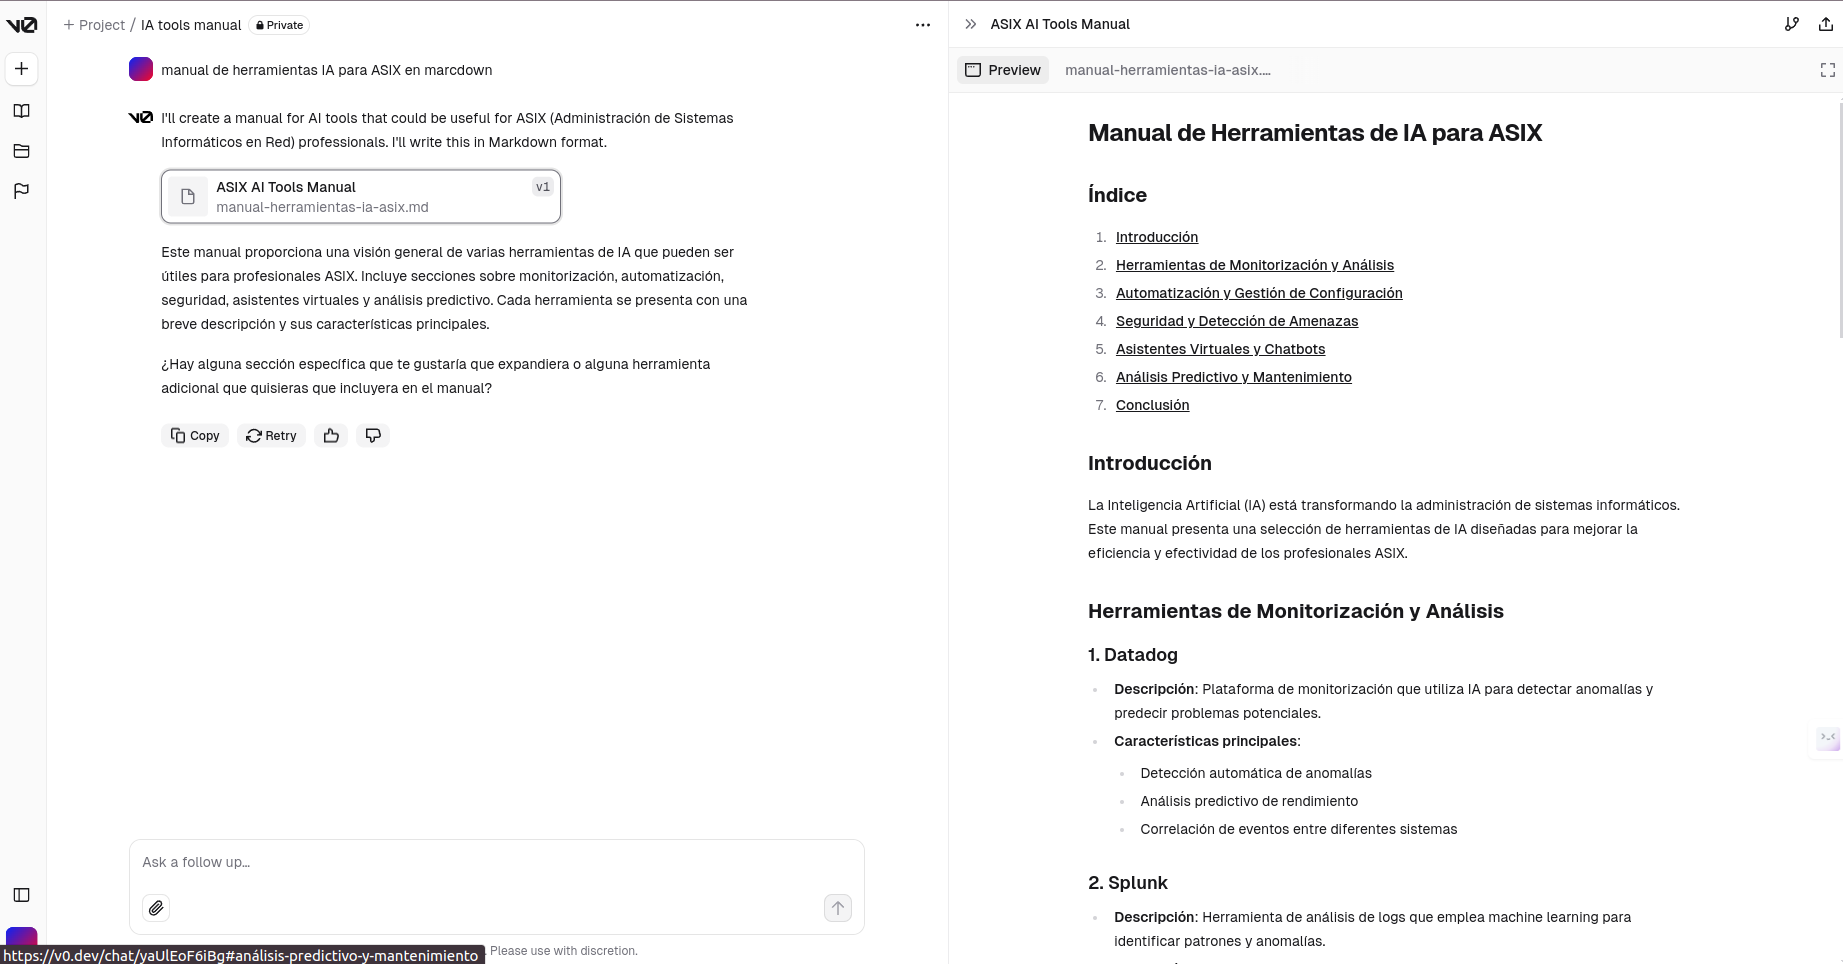 v0
+ Project / IA tools manual Private
manual de herramientas IA para ASIX en marcdown
v0 I'll create a manual for AI tools that could be useful for ASIX (Administración de Sistemas
Informáticos en Red) professionals. I'll write this in Markdown format.
ASIX AI Tools Manual v1
manual-herramientas-ia-asix.md
Este manual proporciona una visión general de varias herramientas de IA que pueden ser
útiles para profesionales ASIX. Incluye secciones sobre monitorización, automatización,
seguridad, asistentes virtuales y análisis predictivo. Cada herramienta se presenta con una
breve descripción y sus características principales.
¿Hay alguna sección específica que te gustaría que expandiera o alguna herramienta
adicional que quisieras que incluyera en el manual?
Copy Retry
Ask a follow up...
Please use with discretion.
https://v0.dev/chat/yaUlEoF6iBg#análisis-predictivo-y-mantenimiento
ASIX AI Tools Manual
Preview manual-herramientas-ia-asix....
Manual de Herramientas de IA para ASIX
Índice
1. Introducción
2. Herramientas de Monitorización y Análisis
3. Automatización y Gestión de Configuración
4. Seguridad y Detección de Amenazas
5. Asistentes Virtuales y Chatbots
6. Análisis Predictivo y Mantenimiento
7. Conclusión
Introducción
La Inteligencia Artificial (IA) está transformando la administración de sistemas informáticos.
Este manual presenta una selección de herramientas de IA diseñadas para mejorar la
eficiencia y efectividad de los profesionales ASIX.
Herramientas de Monitorización y Análisis
1. Datadog
Descripción: Plataforma de monitorización que utiliza IA para detectar anomalías y
predecir problemas potenciales.
Características principales:
Detección automática de anomalías
Análisis predictivo de rendimiento
Correlación de eventos entre diferentes sistemas
2. Splunk
Descripción: Herramienta de análisis de logs que emplea machine learning para
identificar patrones y anomalías.